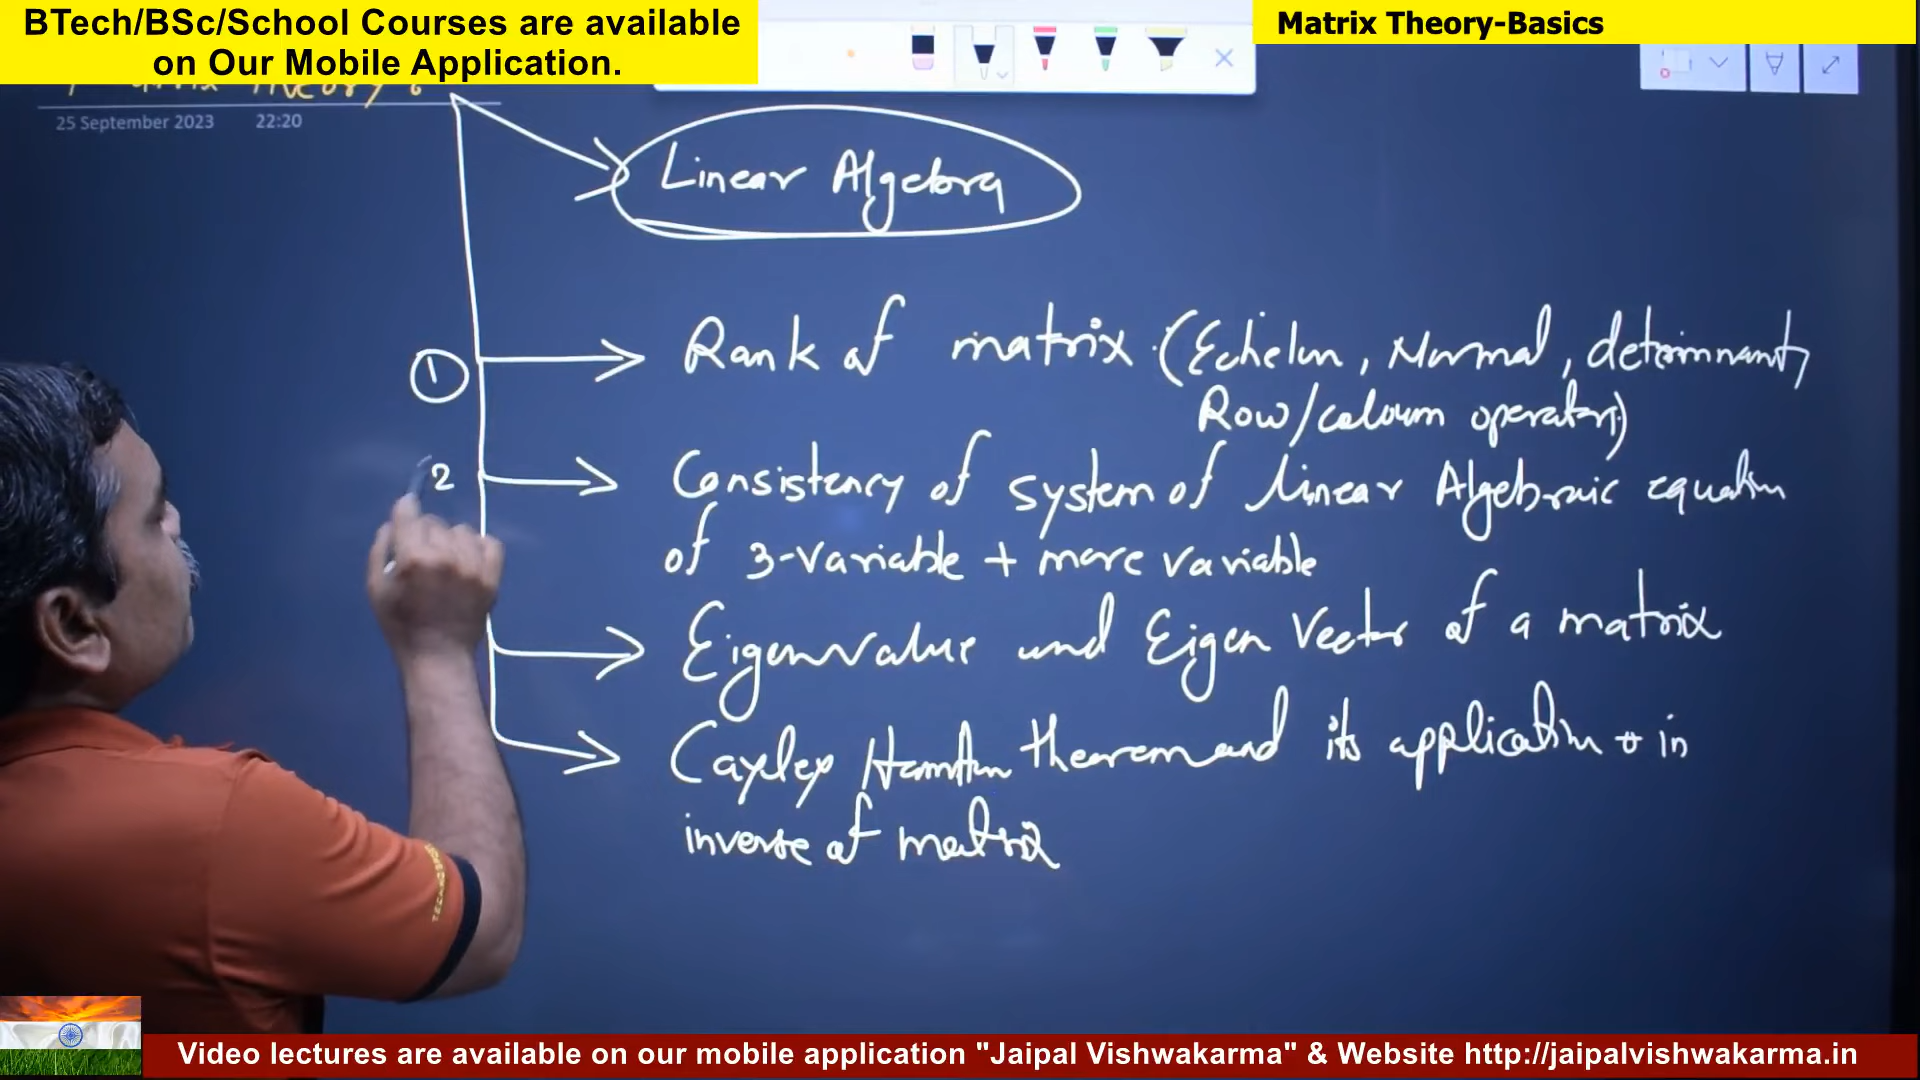 BTech/BSc/School Courses are available
on Our Mobile Application.
Matrix Theory-Basics
Theory
25 September 2023 22:20
Linear Algebra
1 Rank of matrix (Echelon, Normal, determinant,
Row/coloum operation)
2 Consistency of system of linear Algebraic equation
of 3-variable + more variable
Eigenvalue and Eigen Vector of a matrix
Cayley Hamilton theorem and its application + in
inverse of matrix
Video lectures are available on our mobile application "Jaipal Vishwakarma" & Website http://jaipalvishwakarma.in